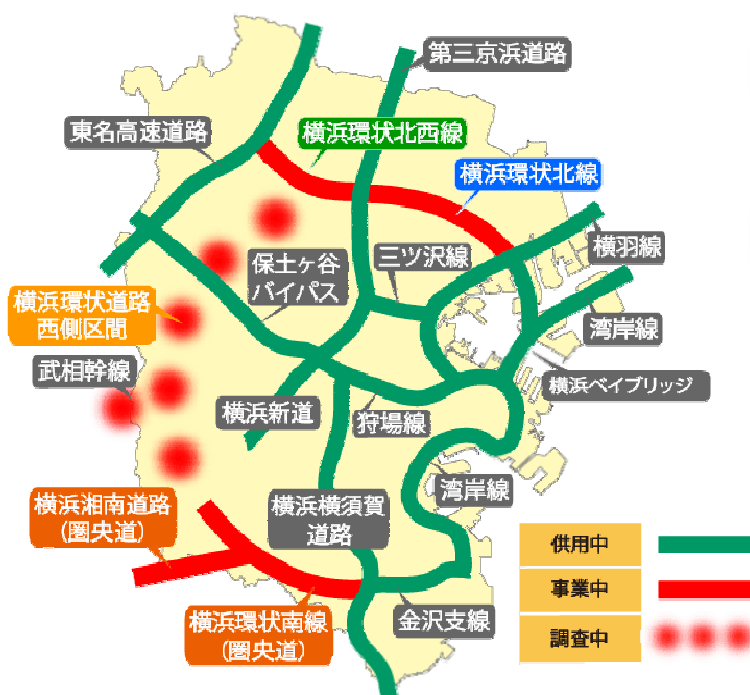 第三京浜道路
東名高速道路
横浜環状北西線
横浜環状北線
横羽線
三ツ沢線
保土ヶ谷
バイパス
横浜環状道路
西側区間
湾岸線
武相幹線
横浜ベイブリッジ
横浜新道
狩場線
湾岸線
横浜湘南道路
(圏央道)
横浜横須賀
道路
横浜環状南線
(圏央道)
金沢支線
供用中
事業中
調査中